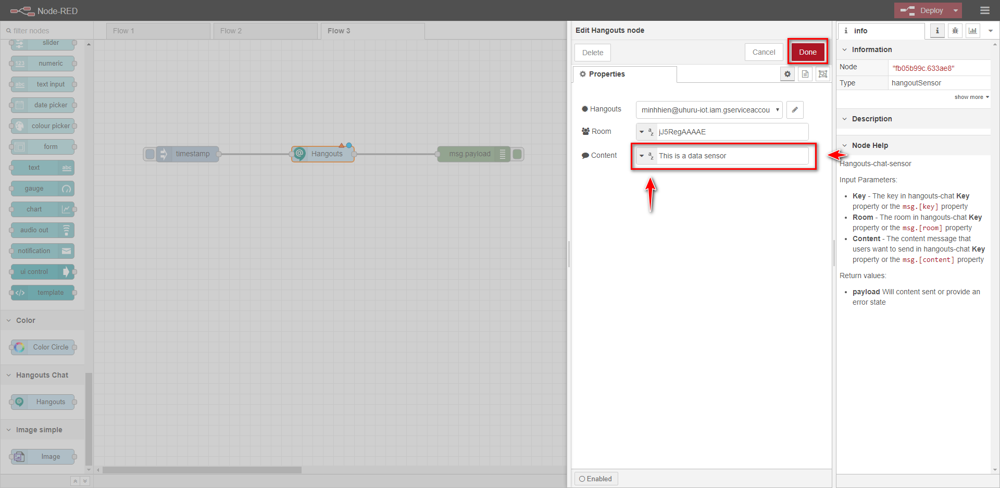 Node-RED
Deploy
filter nodes
Flow 1
Flow 2
Flow 3
slider
123 numeric
abc text input
date picker
colour picker
form
text abc
gauge
chart
audio out
notification
ui control
</> template
Color
Color Circle
Hangouts Chat
Hangouts
Image simple
Image
timestamp
Hangouts
msg.payload
Edit Hangouts node
Delete
Cancel
Done
Properties
Hangouts
minhhien@uhuru-iot.iam.gserviceaccou
Room
az
jJ5RegAAAAE
Content
az
This is a data sensor
Enabled
i info
i
Information
Node "fb05b99c.633ae8"
Type hangoutSensor
show more
Description
Node Help
Hangouts-chat-sensor
Input Parameters:
Key - The key in hangouts-chat Key
property or the msg.[key] property
Room - The room in hangouts-chat Key
property or the msg.[room] property
Content - The content message that
users want to send in hangouts-chat Key
property or the msg.[content] property
Return values:
payload Will content sent or provide an
error state